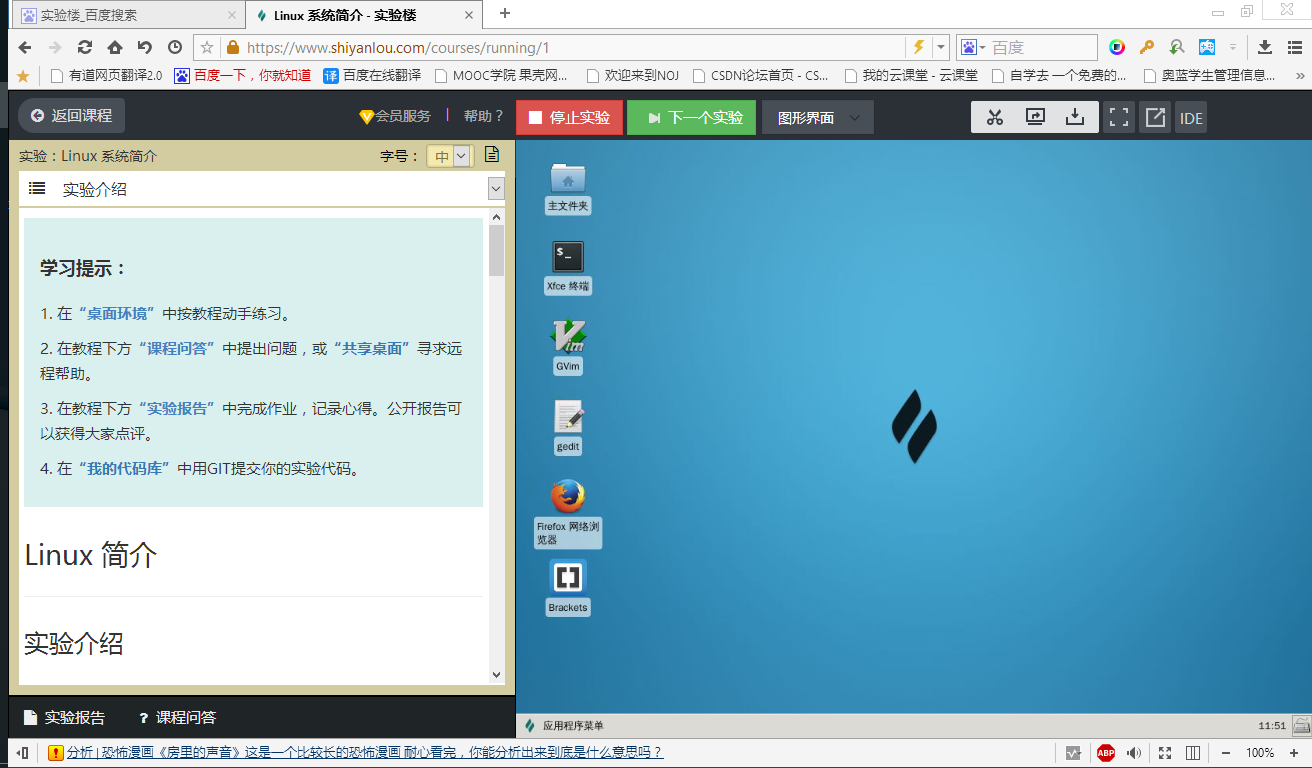 实验楼_百度搜索
Linux 系统简介 - 实验楼
https://www.shiyanlou.com/courses/running/1
百度
有道网页翻译2.0
百度一下，你就知道
译
百度在线翻译
MOOC学院 果壳网...
欢迎来到NOJ
CSDN论坛首页 - CS...
我的云课堂 - 云课堂
自学去 一个免费的...
奥蓝学生管理信息...
返回课程
会员服务
帮助 ?
停止实验
下一个实验
图形界面
IDE
实验：Linux 系统简介
字号：
中
实验介绍
学习提示：
1. 在“桌面环境”中按教程动手练习。
2. 在教程下方“课程问答”中提出问题，或“共享桌面”寻求远
程帮助。
3. 在教程下方“实验报告”中完成作业，记录心得。公开报告可
以获得大家点评。
4. 在“我的代码库”中用GIT提交你的实验代码。
Linux 简介
实验介绍
主文件夹
$_
Xfce 终端
Vim
GVim
gedit
Firefox 网络浏
览器
Brackets
实验报告
? 课程问答
应用程序菜单
11:51
分析 | 恐怖漫画《房里的声音》这是一个比较长的恐怖漫画 耐心看完，你能分析出来到底是什么意思吗？
ABP
100%